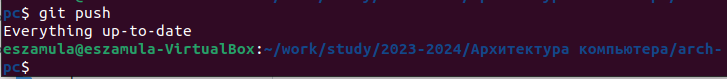 pc$ git push
Everything up-to-date
eszamula@eszamula-VirtualBox:~/work/study/2023-2024/Архитектура компьютера/arch-
pc$